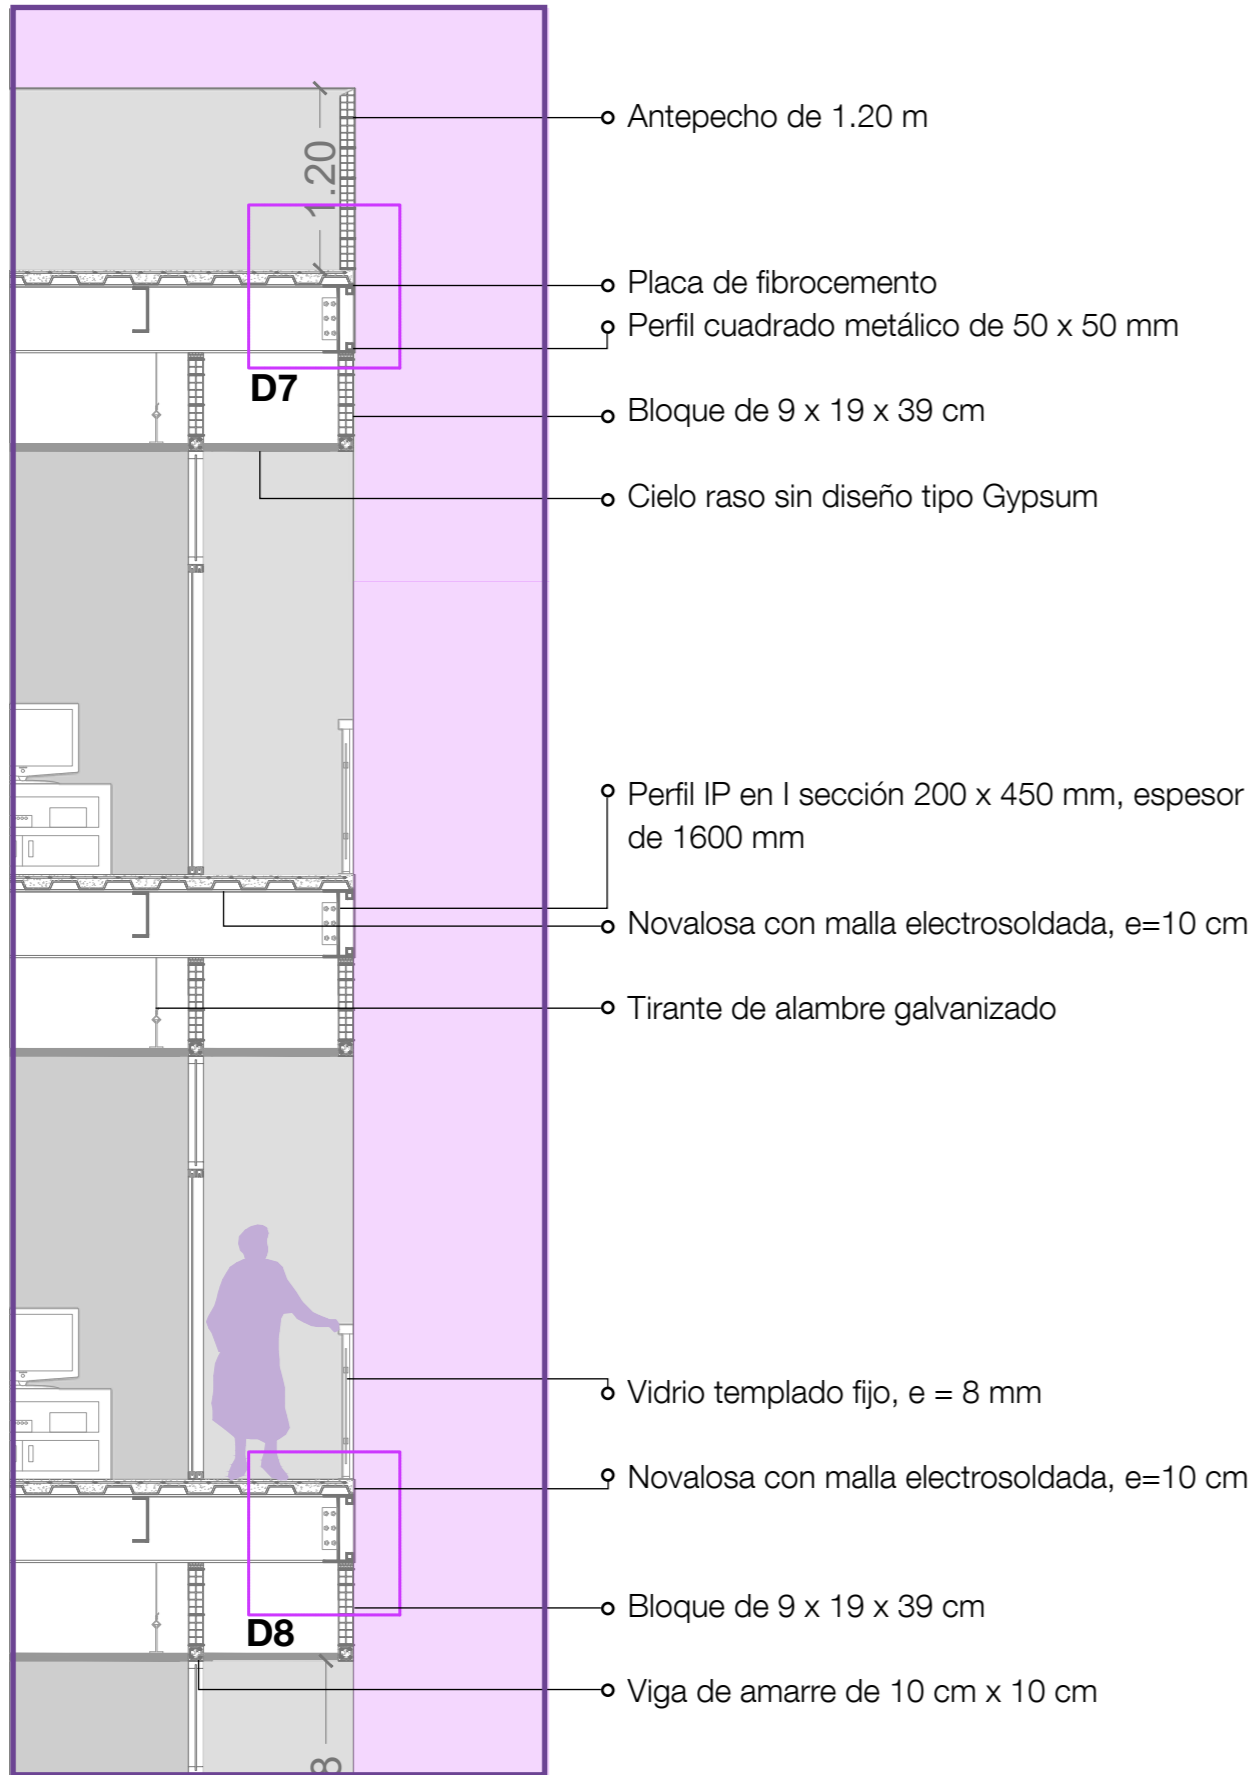 Antepecho de 1.20 m
1.20
Placa de fibrocemento
Perfil cuadrado metálico de 50 x 50 mm
D7
Bloque de 9 x 19 x 39 cm
Cielo raso sin diseño tipo Gypsum
Perfil IP en I sección 200 x 450 mm, espesor
de 1600 mm
Novalosa con malla electrosoldada, e=10 cm
Tirante de alambre galvanizado
Vidrio templado fijo, e = 8 mm
Novalosa con malla electrosoldada, e=10 cm
Bloque de 9 x 19 x 39 cm
D8
Viga de amarre de 10 cm x 10 cm
8